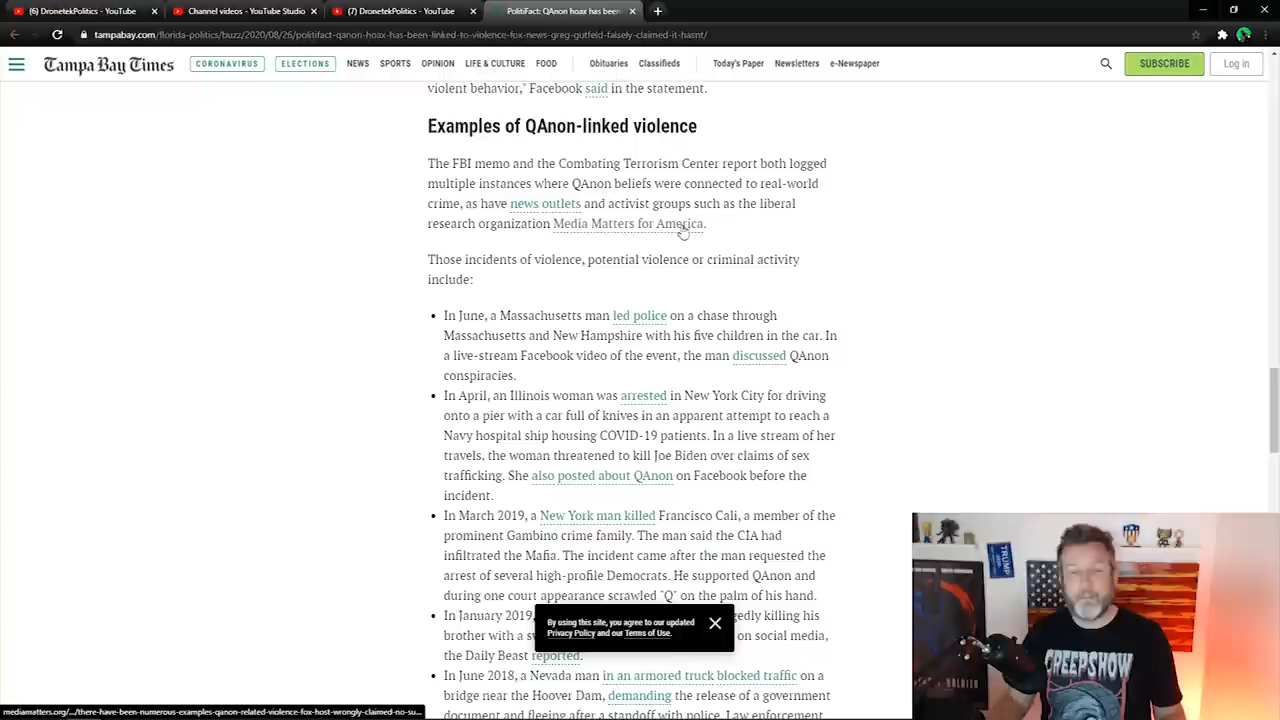 (6) DronetekPolitics - YouTube
Channel videos - YouTube Studio
(7) DronetekPolitics - YouTube
PolitiFact: QAnon hoax has been
tampabay.com/florida-politics/buzz/2020/08/26/politifact-qanon-hoax-has-been-linked-to-violence-fox-news-greg-gutfeld-falsely-claimed-it-hasnt/
Tampa Bay Times
CORONAVIRUS
ELECTIONS
NEWS
SPORTS
OPINION
LIFE & CULTURE
FOOD
Obituaries
Classifieds
Today's Paper
Newsletters
e-Newspaper
SUBSCRIBE
Log in
violent behavior," Facebook said in the statement.
Examples of QAnon-linked violence
The FBI memo and the Combating Terrorism Center report both logged
multiple instances where QAnon beliefs were connected to real-world
crime, as have news outlets and activist groups such as the liberal
research organization Media Matters for America.
Those incidents of violence, potential violence or criminal activity
include:
• In June, a Massachusetts man led police on a chase through
Massachusetts and New Hampshire with his five children in the car. In
a live-stream Facebook video of the event, the man discussed QAnon
conspiracies.
• In April, an Illinois woman was arrested in New York City for driving
onto a pier with a car full of knives in an apparent attempt to reach a
Navy hospital ship housing COVID-19 patients. In a live stream of her
travels, the woman threatened to kill Joe Biden over claims of sex
trafficking. She also posted about QAnon on Facebook before the
incident.
• In March 2019, a New York man killed Francisco Cali, a member of the
prominent Gambino crime family. The man said the CIA had
infiltrated the Mafia. The incident came after the man requested the
arrest of several high-profile Democrats. He supported QAnon and
during one court appearance scrawled "Q" on the palm of his hand.
• In January 2019, gedly killing his
brother with a s on social media,
the Daily Beast reported.
• In June 2018, a Nevada man in an armored truck blocked traffic on a
bridge near the Hoover Dam, demanding the release of a government
document and fleeing after a standoff with police. Law enforcement
By using this site, you agree to our updated
Privacy Policy and our Terms of Use.
mediamatters.org/.../there-have-been-numerous-examples-qanon-related-violence-fox-host-wrongly-claimed-no-su...
TRUMP
CREEPSHOW